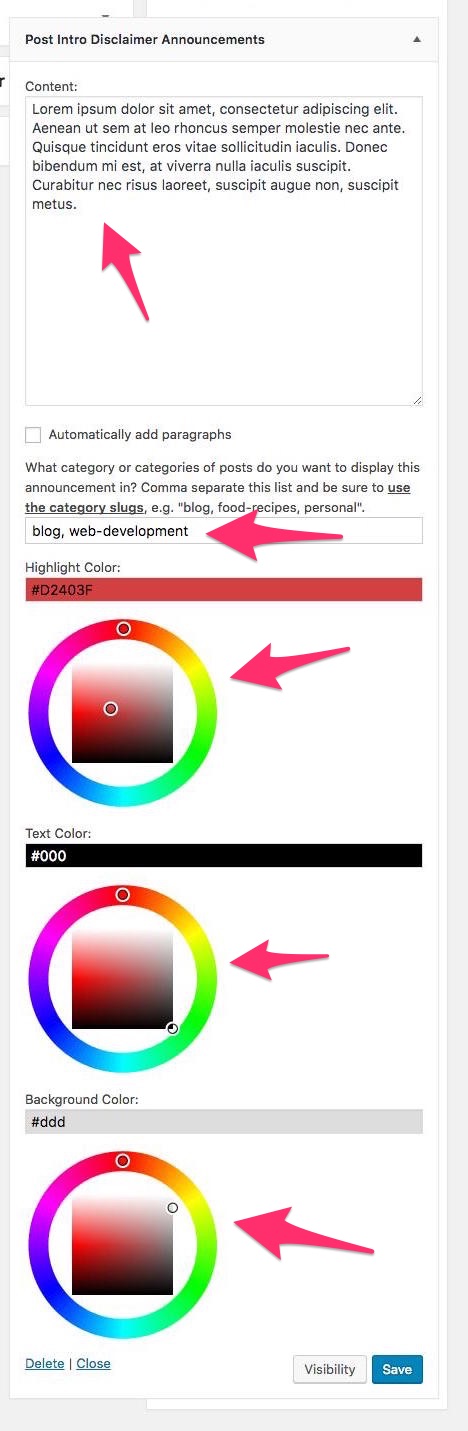 Post Intro Disclaimer Announcements
r
Content:
Lorem ipsum dolor sit amet, consectetur adipiscing elit.
Aenean ut sem at leo rhoncus semper molestie nec ante.
Quisque tincidunt eros vitae sollicitudin iaculis. Donec
bibendum mi est, at viverra nulla iaculis suscipit.
Curabitur nec risus laoreet, suscipit augue non, suscipit
metus.
Automatically add paragraphs
What category or categories of posts do you want to display this
announcement in? Comma separate this list and be sure to use
the category slugs, e.g. "blog, food-recipes, personal".
blog, web-development
Highlight Color:
#D2403F
Text Color:
#000
Background Color:
#ddd
Delete | Close
Visibility
Save